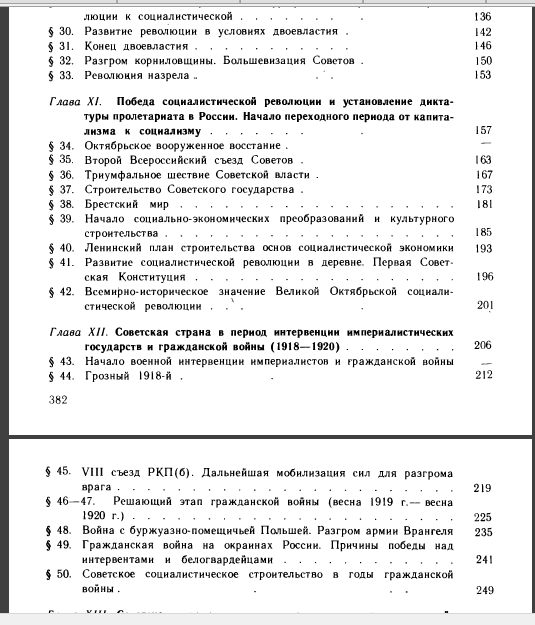 люции к социалистической . . . . . . . 136
§ 30. Развитие революции в условиях двоевластия . 142
§ 31. Конец двоевластия . . . . . . . . . . 146
§ 32. Разгром корниловщины. Большевизация Советов . 150
§ 33. Революция назрела . . . . 153
Глава XI. Победа социалистической революции и установление дикта-
туры пролетариата в России. Начало переходного периода от капита-
лизма к социализму . . . . . . . . 157
§ 34. Октябрьское вооруженное восстание . —
§ 35. Второй Всероссийский съезд Советов . 163
§ 36. Триумфальное шествие Советской власти . 167
§ 37. Строительство Советского государства . 173
§ 38. Брестский мир . . . . . . . . . . . . . . . . . 181
§ 39. Начало социально-экономических преобразований и культурного
строительства . . . . . . . . . . . . . . . . . 185
§ 40. Ленинский план строительства основ социалистической экономики 193
§ 41. Развитие социалистической революции в деревне. Первая Совет-
ская Конституция . . . . . . . . . . . . . . . 196
§ 42. Всемирно-историческое значение Великой Октябрьской социали-
стической революции . . . . 201
Глава XII. Советская страна в период интервенции империалистических
государств и гражданской войны (1918—1920) . . . . . . . 206
§ 43. Начало военной интервенции империалистов и гражданской войны —
§ 44. Грозный 1918-й . . 212
382
§ 45. VIII съезд РКП(б). Дальнейшая мобилизация сил для разгрома
врага . . . . . . . . . . . . . . . . . . . 219
§ 46—47. Решающий этап гражданской войны (весна 1919 г.— весна
1920 г.) . . . . . . . . . . . . . . . . . . 225
§ 48. Война с буржуазно-помещичьей Польшей. Разгром армии Врангеля 235
§ 49. Гражданская война на окраинах России. Причины победы над
интервентами и белогвардейцами . . . . . . . . . . . 241
§ 50. Советское социалистическое строительство в годы гражданской
войны . . . . 249